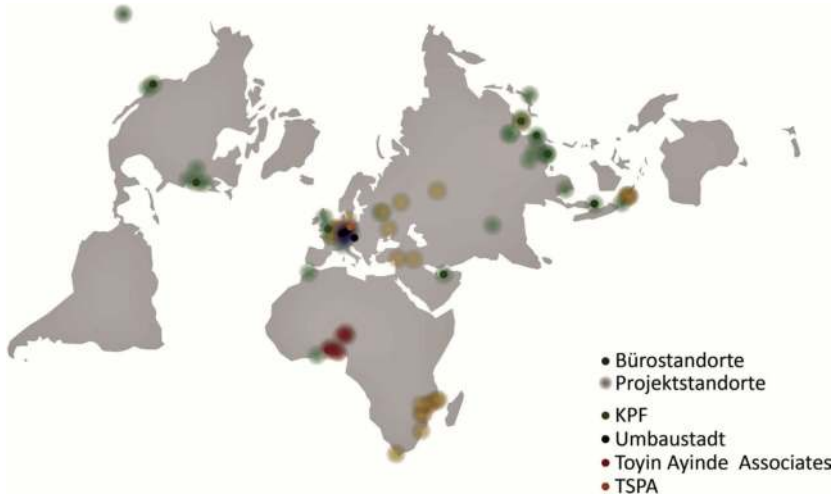 Bürostandorte
Projektstandorte
KPF
Umbaustadt
Toyin Ayinde Associates
TSPA